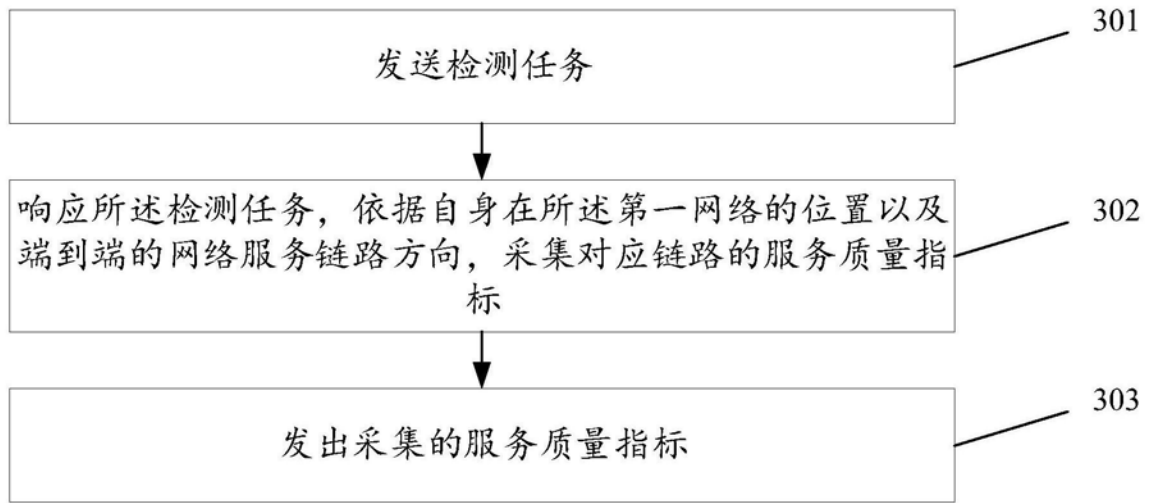 发送检测任务
301
响应所述检测任务，依据自身在所述第一网络的位置以及
端到端的网络服务链路方向，采集对应链路的服务质量指
标
302
发出采集的服务质量指标
303